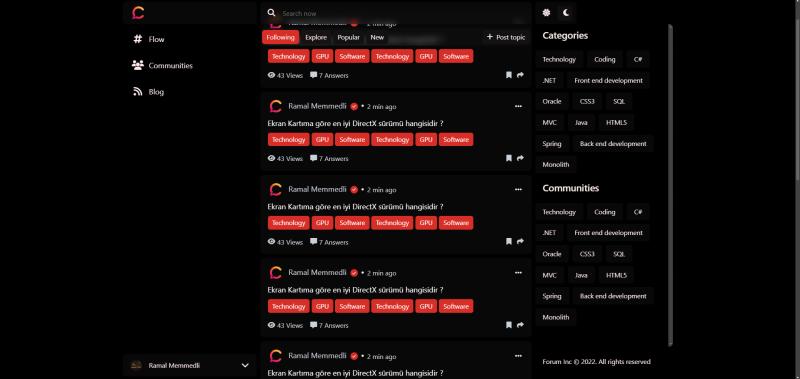 Flow
Communities
Blog
Ramal Memmedli
Search now
Following Explore Popular New
Post topic
Technology GPU Software Technology GPU Software
43 Views 7 Answers
Ramal Memmedli • 2 min ago
Ekran Kartıma göre en iyi DirectX sürümü hangisidir ?
Technology GPU Software Technology GPU Software
43 Views 7 Answers
Ramal Memmedli • 2 min ago
Ekran Kartıma göre en iyi DirectX sürümü hangisidir ?
Technology GPU Software Technology GPU Software
43 Views 7 Answers
Ramal Memmedli • 2 min ago
Ekran Kartıma göre en iyi DirectX sürümü hangisidir ?
Technology GPU Software Technology GPU Software
43 Views 7 Answers
Ramal Memmedli • 2 min ago
Ekran Kartıma göre en iyi DirectX sürümü hangisidir ?
Categories
Technology Coding C#
.NET Front end development
Oracle CSS3 SQL
MVC Java HTML5
Spring Back end development
Monolith
Communities
Technology Coding C#
.NET Front end development
Oracle CSS3 SQL
MVC Java HTML5
Spring Back end development
Monolith
Forum Inc © 2022. All rights reserved